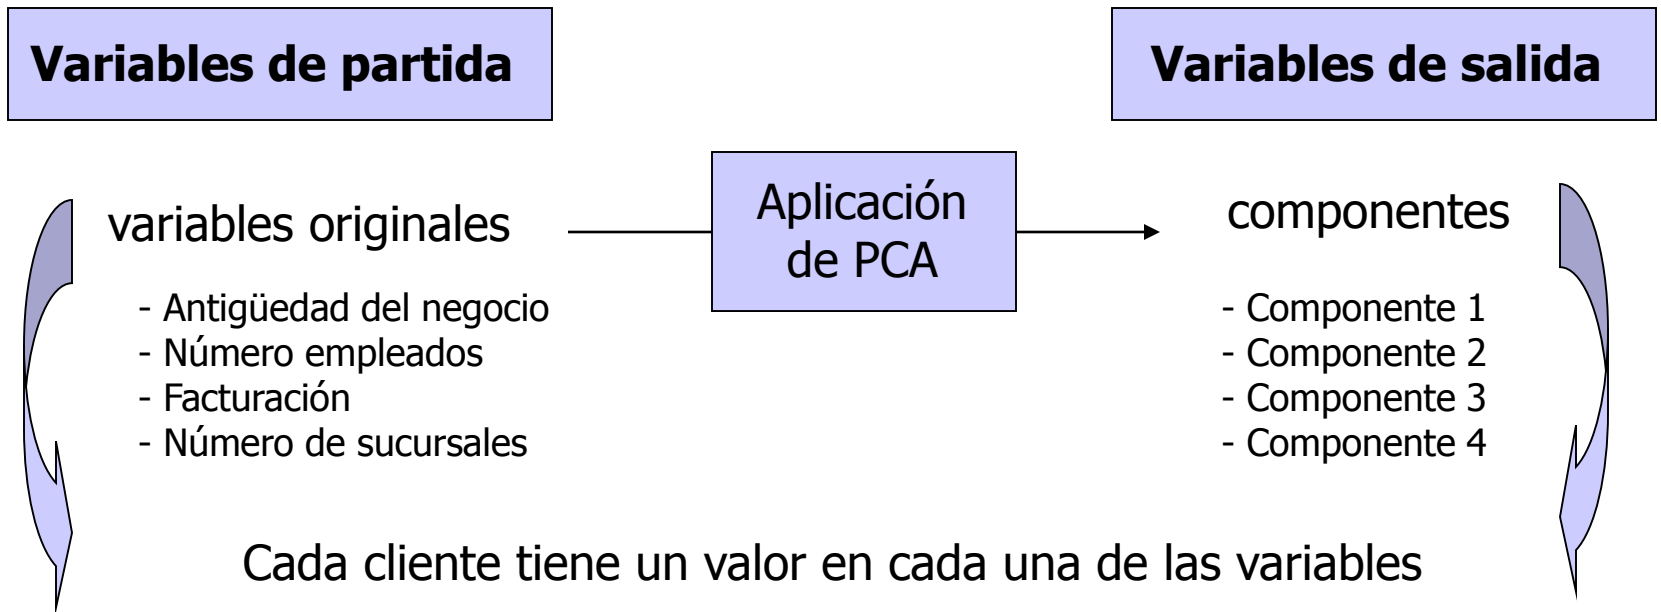 Variables de partida
Variables de salida
variables originales
Aplicación
de PCA
componentes
- Antigüedad del negocio
- Número empleados
- Facturación
- Número de sucursales
- Componente 1
- Componente 2
- Componente 3
- Componente 4
Cada cliente tiene un valor en cada una de las variables